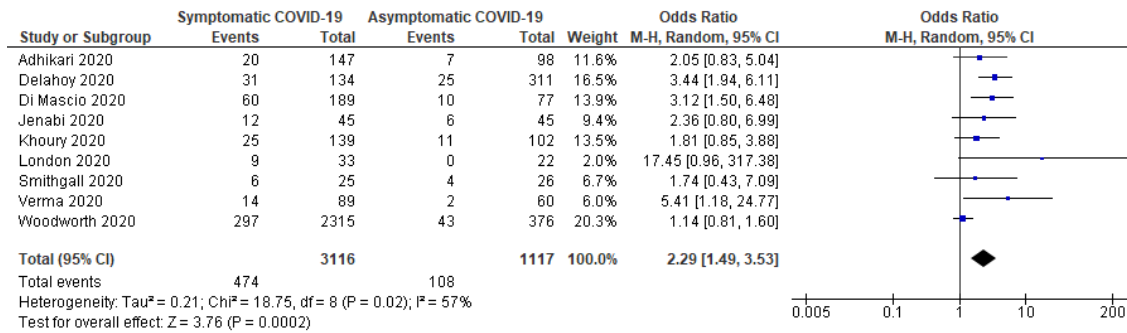 Symptomatic COVID-19 Asymptomatic COVID-19 Odds Ratio Odds Ratio
Study or Subgroup Events Total Events Total Weight M-H, Random, 95% CI M-H, Random, 95% CI
Adhikari 2020 20 147 7 98 11.6% 2.05 [0.83, 5.04]
Delahoy 2020 31 134 25 311 16.5% 3.44 [1.94, 6.11]
Di Mascio 2020 60 189 10 77 13.9% 3.12 [1.50, 6.48]
Jenabi 2020 12 45 6 45 9.4% 2.36 [0.80, 6.99]
Khoury 2020 25 139 11 102 13.5% 1.81 [0.85, 3.88]
London 2020 9 33 0 22 2.0% 17.45 [0.96, 317.38]
Smithgall 2020 6 25 4 26 6.7% 1.74 [0.43, 7.09]
Verma 2020 14 89 2 60 6.0% 5.41 [1.18, 24.77]
Woodworth 2020 297 2315 43 376 20.3% 1.14 [0.81, 1.60]
Total (95% CI) 3116 1117 100.0% 2.29 [1.49, 3.53]
Total events 474 108
Heterogeneity: Tau² = 0.21; Chi² = 18.75, df = 8 (P = 0.02); I² = 57%
Test for overall effect: Z = 3.76 (P = 0.0002)
0.005 0.1 1 10 200